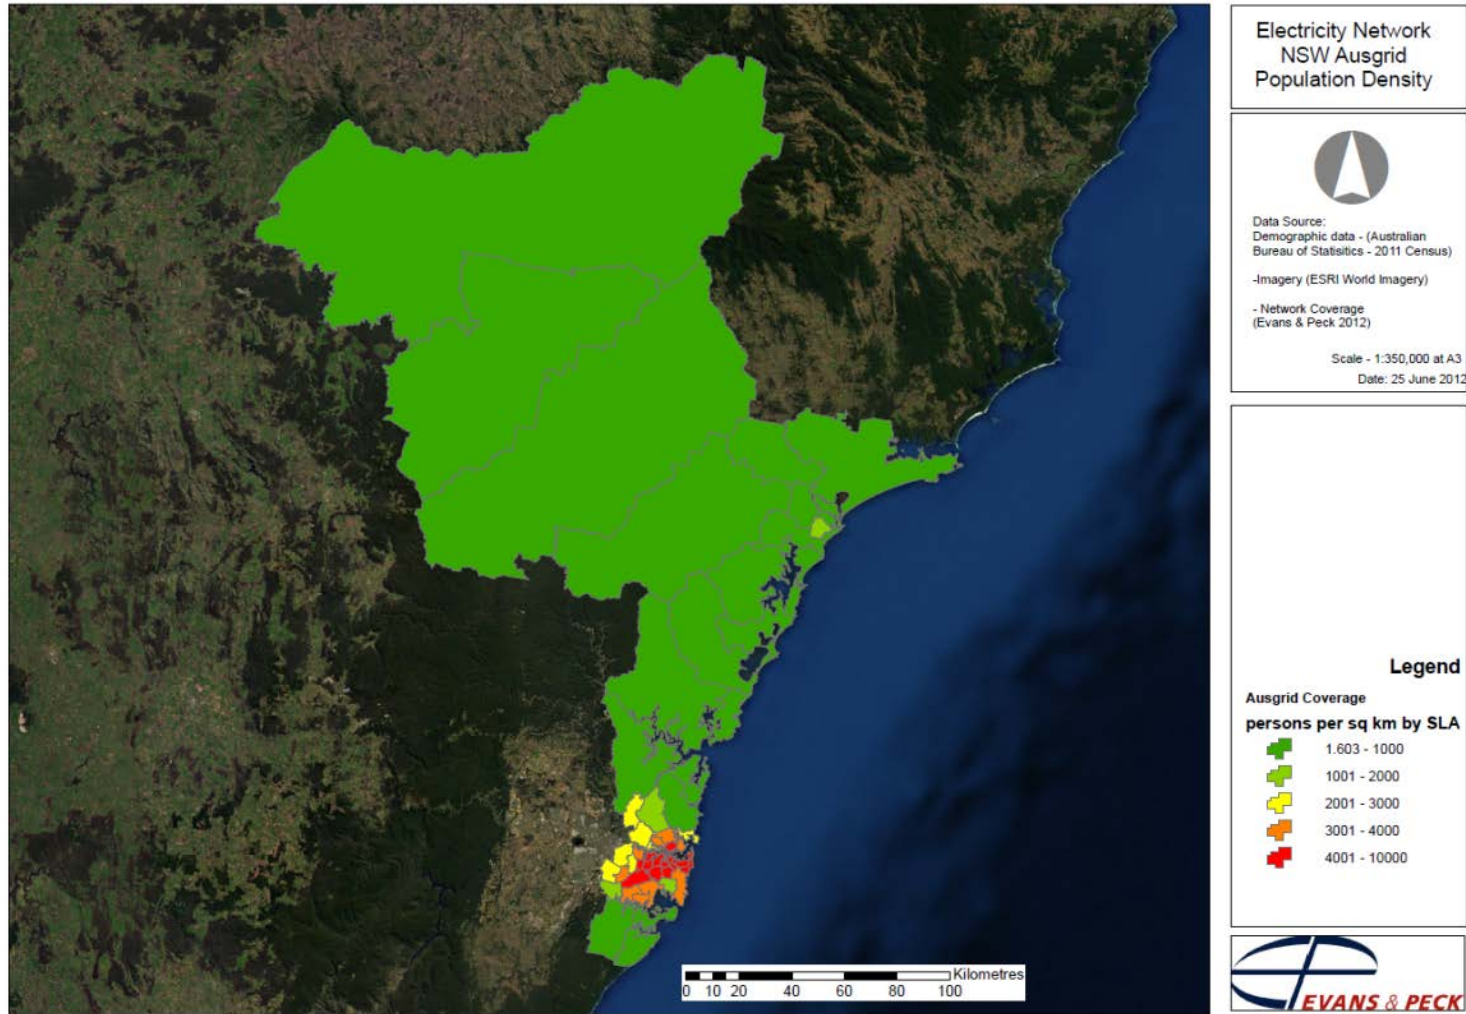 Electricity Network
NSW Ausgrid
Population Density
Data Source:
Demographic data - (Australian
Bureau of Statisitics - 2011 Census)
-Imagery (ESRI World Imagery)
- Network Coverage
(Evans & Peck 2012)
Scale - 1:350,000 at A3
Date: 25 June 2012
Legend
Ausgrid Coverage
persons per sq km by SLA
1.603 - 1000
1001 - 2000
2001 - 3000
3001 - 4000
4001 - 10000
Kilometres
0 10 20 40 60 80 100
EVANS & PECK